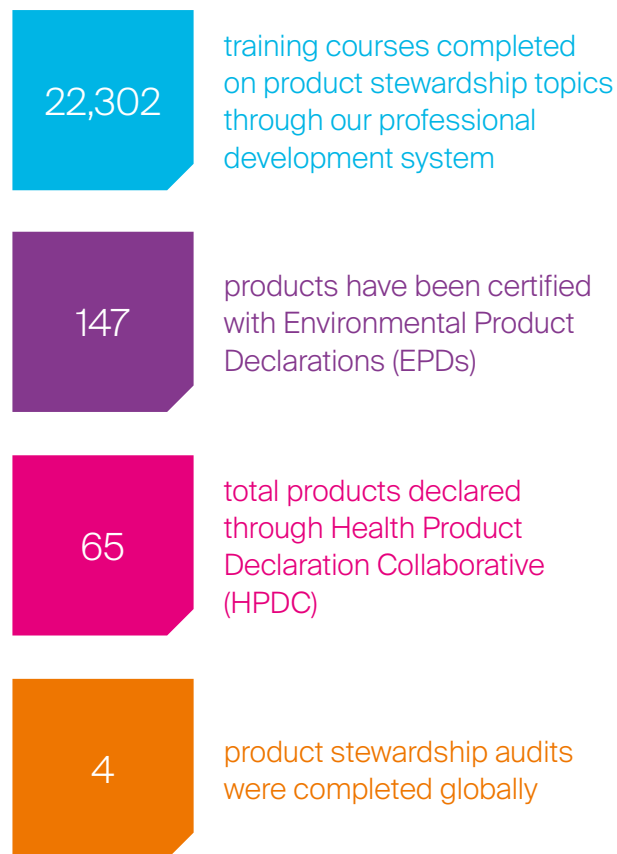 22,302
training courses completed
on product stewardship topics
through our professional
development system
147
products have been certified
with Environmental Product
Declarations (EPDs)
65
total products declared
through Health Product
Declaration Collaborative
(HPDC)
4
product stewardship audits
were completed globally